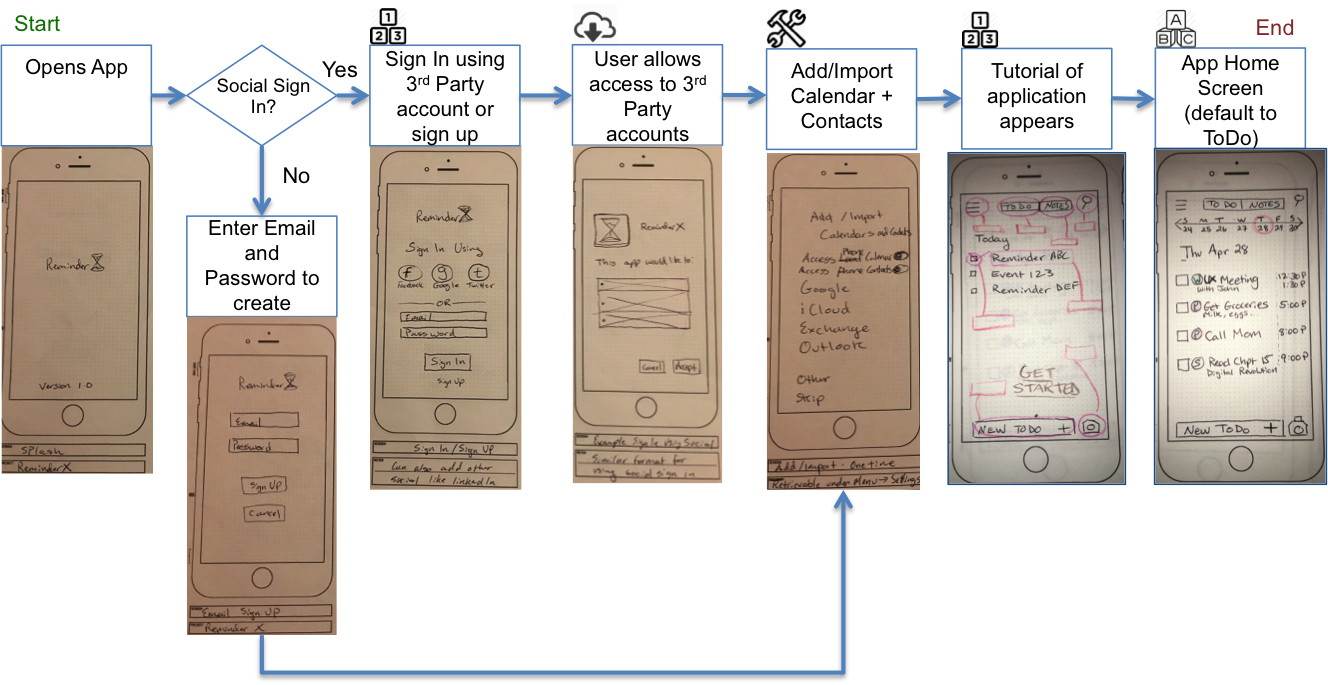 Start
End
Opens App
Social Sign
In?
Yes
No
1
2 3
Sign In using
3rd Party
account or
sign up
User allows
access to 3rd
Party
accounts
Add/Import
Calendar +
Contacts
1
2 3
Tutorial of
application
appears
A
B C
App Home
Screen
(default to
ToDo)
Enter Email
and
Password to
create
Reminder
Version 1.0
Splash
Reminder X
Reminder
Email
Password
Sign Up
Cancel
Email Sign Up
Reminder X
Reminder
Sign In Using
f g t
Facebook Google Twitter
OR
Email
Password
Sign In
Sign Up
Sign In/Sign Up
Can also add other
social like linkedIn
Reminder X
This app would like to:
Cancel Accept
Example Style Using Social
Similar format for
using social sign in
Add / Import
Calendars and Contacts
Access Phone Calendar
Access phone Contacts
Google
iCloud
Exchange
Outlook
Other
Skip
Add/Import - One time
Retrievable under Menu → Settings
TO DO NOTES
Today
Reminder ABC
Event 123
Reminder DEF
GET
STARTED
NEW TODO +
TO DO NOTES
S M T W T F S
24 25 26 27 28 29 30
Thu Apr 28
W UX Meeting 12:30P
with John 1:30P
P Get Groceries 5:00P
Milk, eggs...
P Call Mom 8:00P
S Read Chpt 15 9:00P
Digital Revolution
NEW TODO +